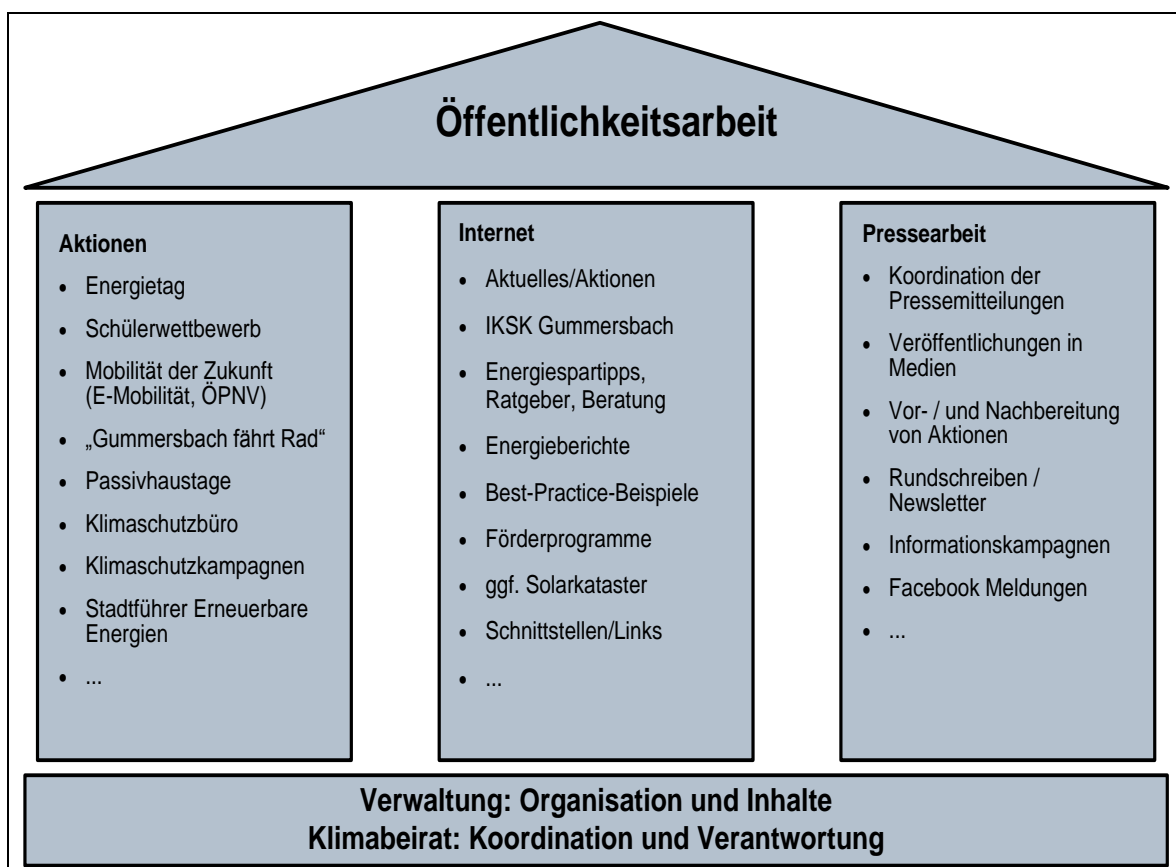 Öffentlichkeitsarbeit
Aktionen
• Energietag
• Schülerwettbewerb
• Mobilität der Zukunft
(E-Mobilität, ÖPNV)
• „Gummersbach fährt Rad“
• Passivhaustage
• Klimaschutzbüro
• Klimaschutzkampagnen
• Stadtführer Erneuerbare
Energien
• ...
Internet
• Aktuelles/Aktionen
• IKSK Gummersbach
• Energiespartipps,
Ratgeber, Beratung
• Energieberichte
• Best-Practice-Beispiele
• Förderprogramme
• ggf. Solarkataster
• Schnittstellen/Links
• ...
Pressearbeit
• Koordination der
Pressemitteilungen
• Veröffentlichungen in
Medien
• Vor- / und Nachbereitung
von Aktionen
• Rundschreiben /
Newsletter
• Informationskampagnen
• Facebook Meldungen
• ...
Verwaltung: Organisation und Inhalte
Klimabeirat: Koordination und Verantwortung